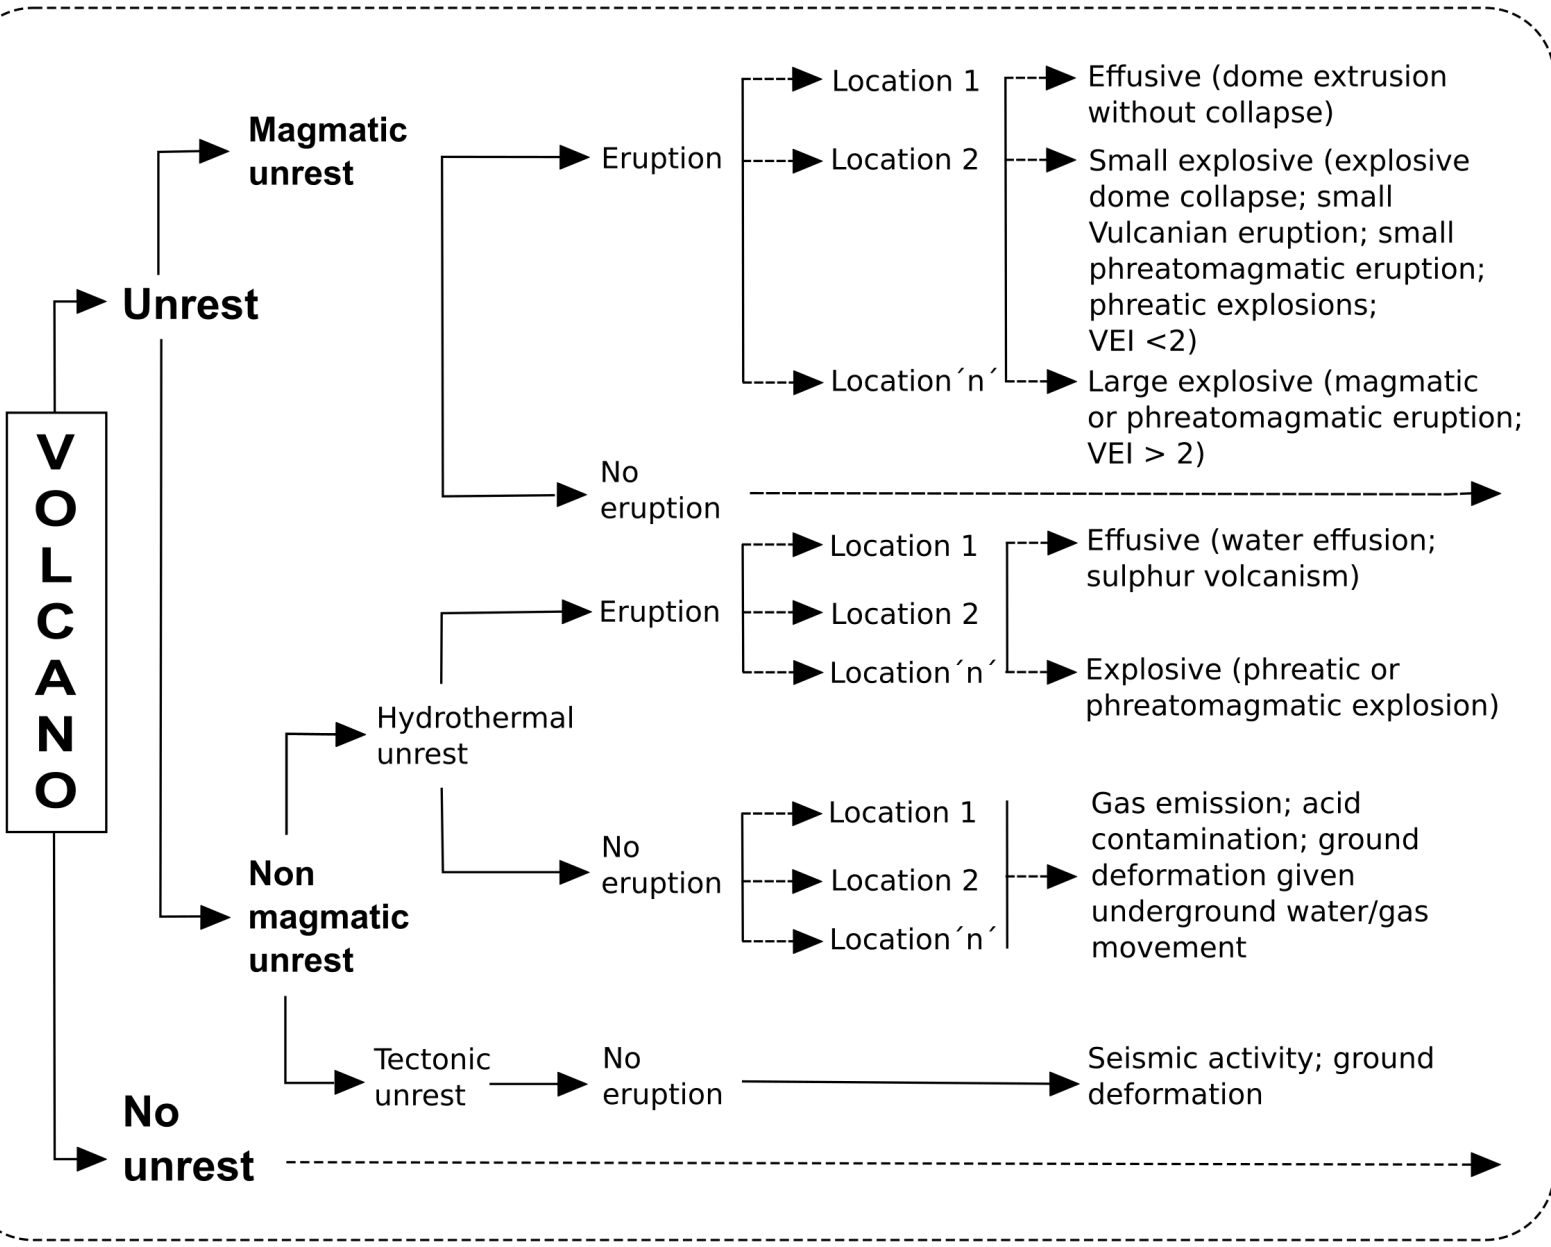 VOLCANO
Unrest
No
unrest
Magmatic
unrest
Non
magmatic
unrest
Hydrothermal
unrest
Tectonic
unrest
Eruption
Location 1
Location 2
Location´n´
Effusive (dome extrusion
without collapse)
Small explosive (explosive
dome collapse; small
Vulcanian eruption; small
phreatomagmatic eruption;
phreatic explosions;
VEI <2)
Large explosive (magmatic
or phreatomagmatic eruption;
VEI > 2)
No
eruption
Eruption
Location 1
Location 2
Location´n´
Effusive (water effusion;
sulphur volcanism)
Explosive (phreatic or
phreatomagmatic explosion)
No
eruption
Location 1
Location 2
Location´n´
Gas emission; acid
contamination; ground
deformation given
underground water/gas
movement
No
eruption
Seismic activity; ground
deformation